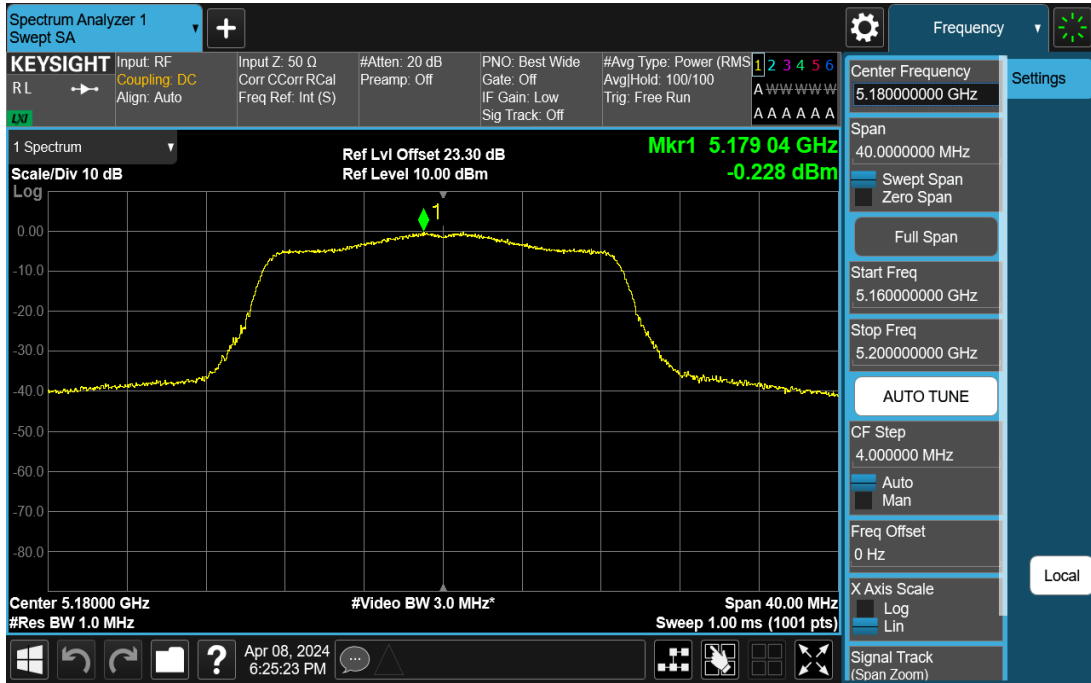 Spectrum Analyzer 1
Swept SA
+
Frequency
KEYSIGHT
R L
LXI
Input: RF
Coupling: DC
Align: Auto
Input Z: 50 Ω
Corr CCorr RCal
Freq Ref: Int (S)
#Atten: 20 dB
Preamp: Off
PNO: Best Wide
Gate: Off
IF Gain: Low
Sig Track: Off
#Avg Type: Power (RMS
Avg|Hold: 100/100
Trig: Free Run
1 2 3 4 5 6
A W W W W W
A A A A A A
1 Spectrum
Scale/Div 10 dB
Log
Ref Lvl Offset 23.30 dB
Ref Level 10.00 dBm
Mkr1 5.179 04 GHz
-0.228 dBm
1
0.00
-10.0
-20.0
-30.0
-40.0
-50.0
-60.0
-70.0
-80.0
Center 5.18000 GHz
#Res BW 1.0 MHz
#Video BW 3.0 MHz*
Span 40.00 MHz
Sweep 1.00 ms (1001 pts)
Center Frequency
5.180000000 GHz
Settings
Span
40.0000000 MHz
Swept Span
Zero Span
Full Span
Start Freq
5.160000000 GHz
Stop Freq
5.200000000 GHz
AUTO TUNE
CF Step
4.000000 MHz
Auto
Man
Freq Offset
0 Hz
X Axis Scale
Log
Lin
Signal Track
(Span Zoom)
Local
?
Apr 08, 2024
6:25:23 PM